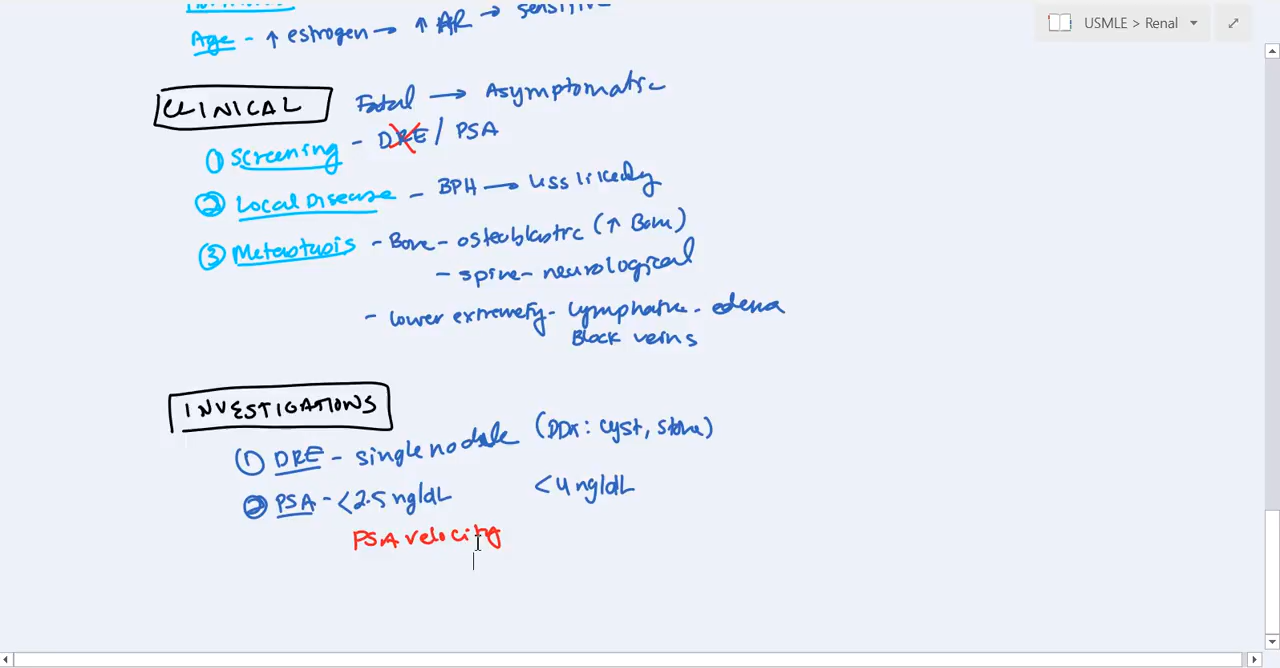 USMLE > Renal
sensitive
Age - ↑ estrogen → ↑ AR →
CLINICAL
Fatal → Asymptomatic
① Screening - DRE / PSA
② Local Disease - BPH → less likely
③ Metastasis - Bone - osteoblastic (↑ Bone)
- spine - neurological
- lower extremety - lymphatic - edema
Block veins
INVESTIGATIONS
① DRE - single nodule (DDx: cyst, stone)
② PSA - <2.5 ng/dL <4 ng/dL
PSA velocity